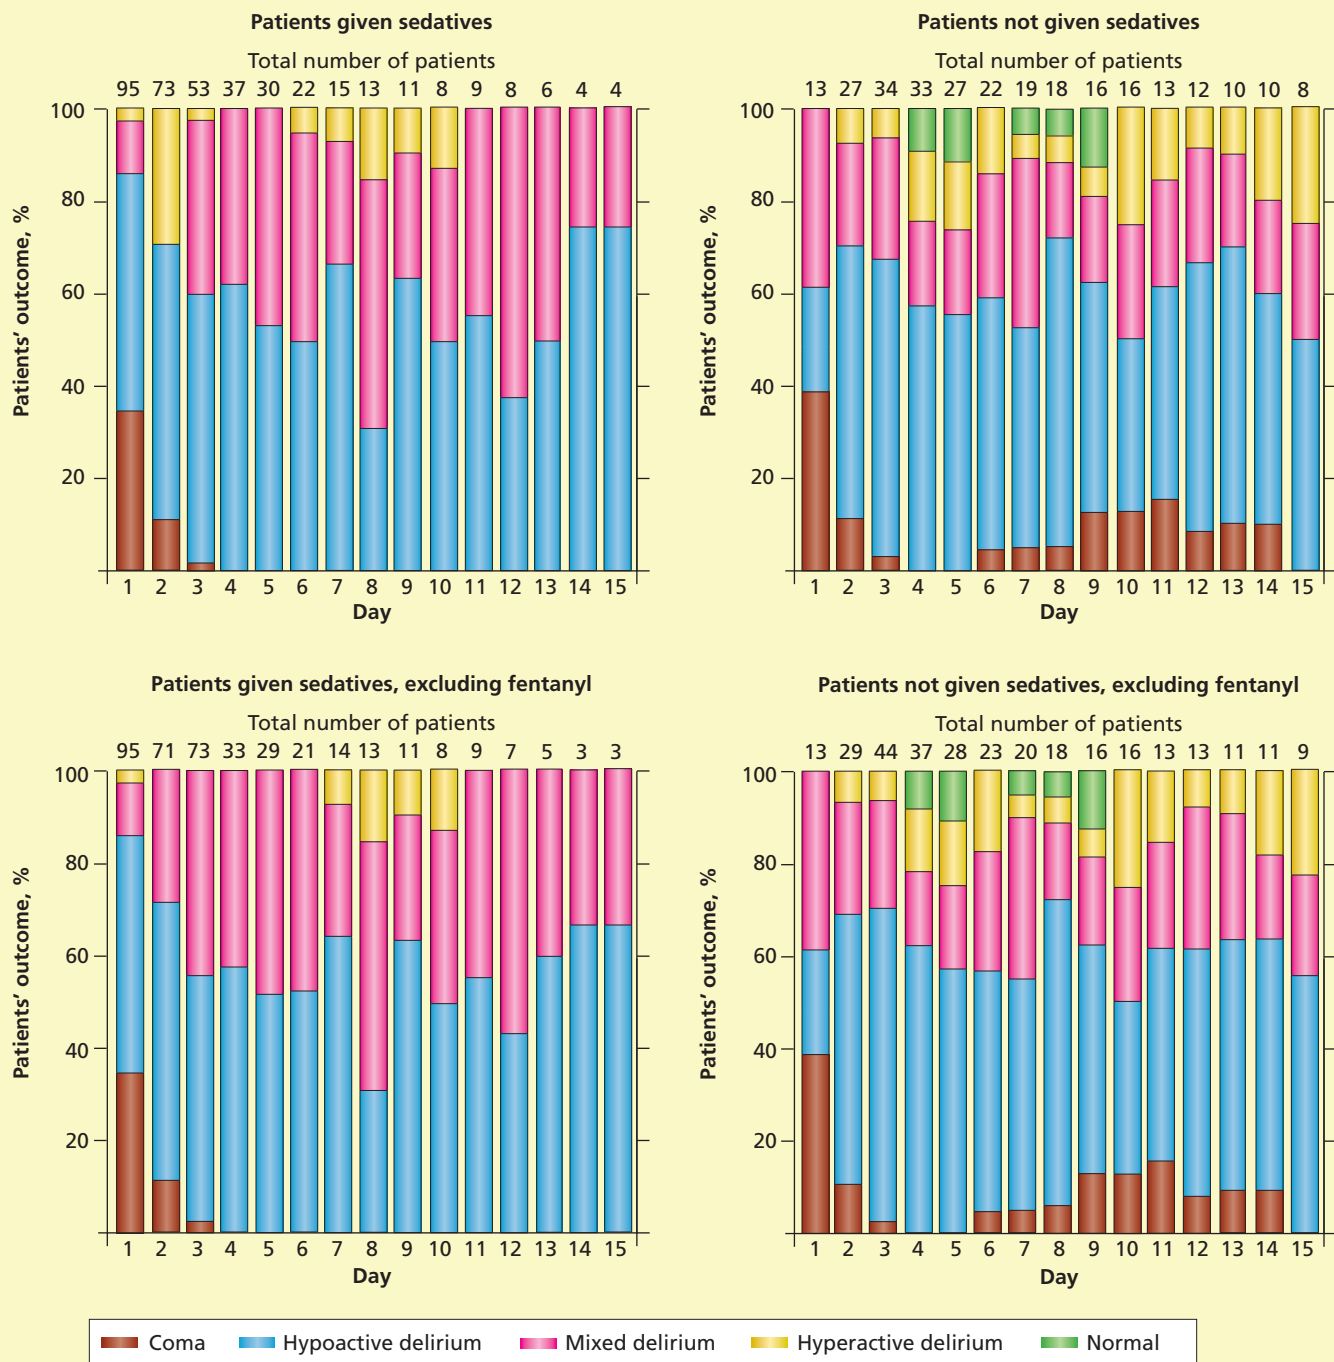 Patients given sedatives
Total number of patients
95 73 53 37 30 22 15 13 11 8 9 8 6 4 4
100
80
60
40
20
Patients' outcome, %
1 2 3 4 5 6 7 8 9 10 11 12 13 14 15
Day
Patients not given sedatives
Total number of patients
13 27 34 33 27 22 19 18 16 16 13 12 10 10 8
100
80
60
40
20
Patients' outcome, %
1 2 3 4 5 6 7 8 9 10 11 12 13 14 15
Day
Patients given sedatives, excluding fentanyl
Total number of patients
95 71 73 33 29 21 14 13 11 8 9 7 5 3 3
100
80
60
40
20
Patients' outcome, %
1 2 3 4 5 6 7 8 9 10 11 12 13 14 15
Day
Patients not given sedatives, excluding fentanyl
Total number of patients
13 29 44 37 28 23 20 18 16 16 13 13 11 11 9
100
80
60
40
20
Patients' outcome, %
1 2 3 4 5 6 7 8 9 10 11 12 13 14 15
Day
Coma Hypoactive delirium Mixed delirium Hyperactive delirium Normal